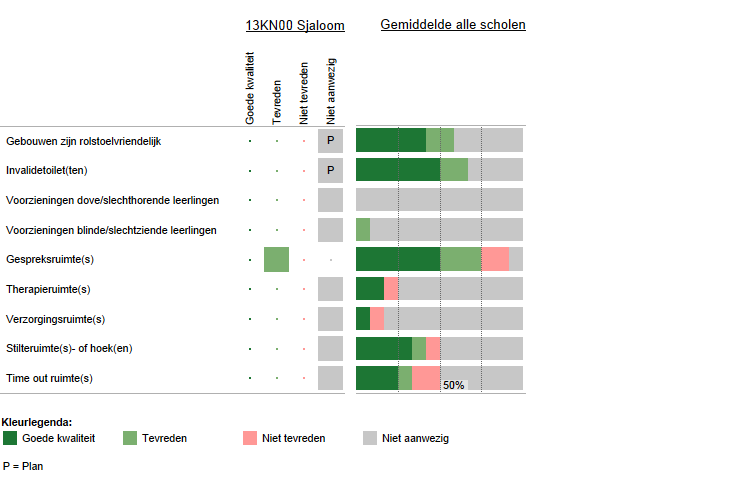 13KN00 Sjaloom
Gemiddelde alle scholen
Goede kwaliteit
Tevreden
Niet tevreden
Niet aanwezig
Gebouwen zijn rolstoelvriendelijk P
Invalidetoilet(ten) P
Voorzieningen dove/slechthorende leerlingen
Voorzieningen blinde/slechtziende leerlingen
Gespreksruimte(s)
Therapieruimte(s)
Verzorgingsruimte(s)
Stilteruimte(s)- of hoek(en)
Time out ruimte(s)
50%
Kleurlegenda:
Goede kwaliteit Tevreden Niet tevreden Niet aanwezig
P = Plan